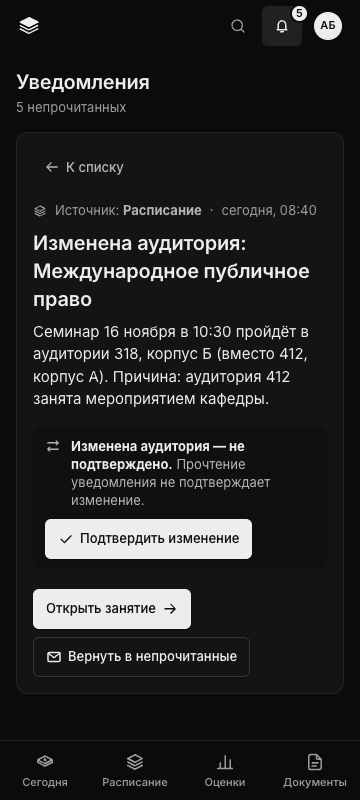 5
АБ
Уведомления
5 непрочитанных
← К списку
Источник: Расписание · сегодня, 08:40
Изменена аудитория:
Международное публичное
право
Семинар 16 ноября в 10:30 пройдёт в
аудитории 318, корпус Б (вместо 412,
корпус А). Причина: аудитория 412
занята мероприятием кафедры.
Изменена аудитория — не
подтверждено. Прочтение
уведомления не подтверждает
изменение.
Подтвердить изменение
Открыть занятие →
Вернуть в непрочитанные
Сегодня Расписание Оценки Документы